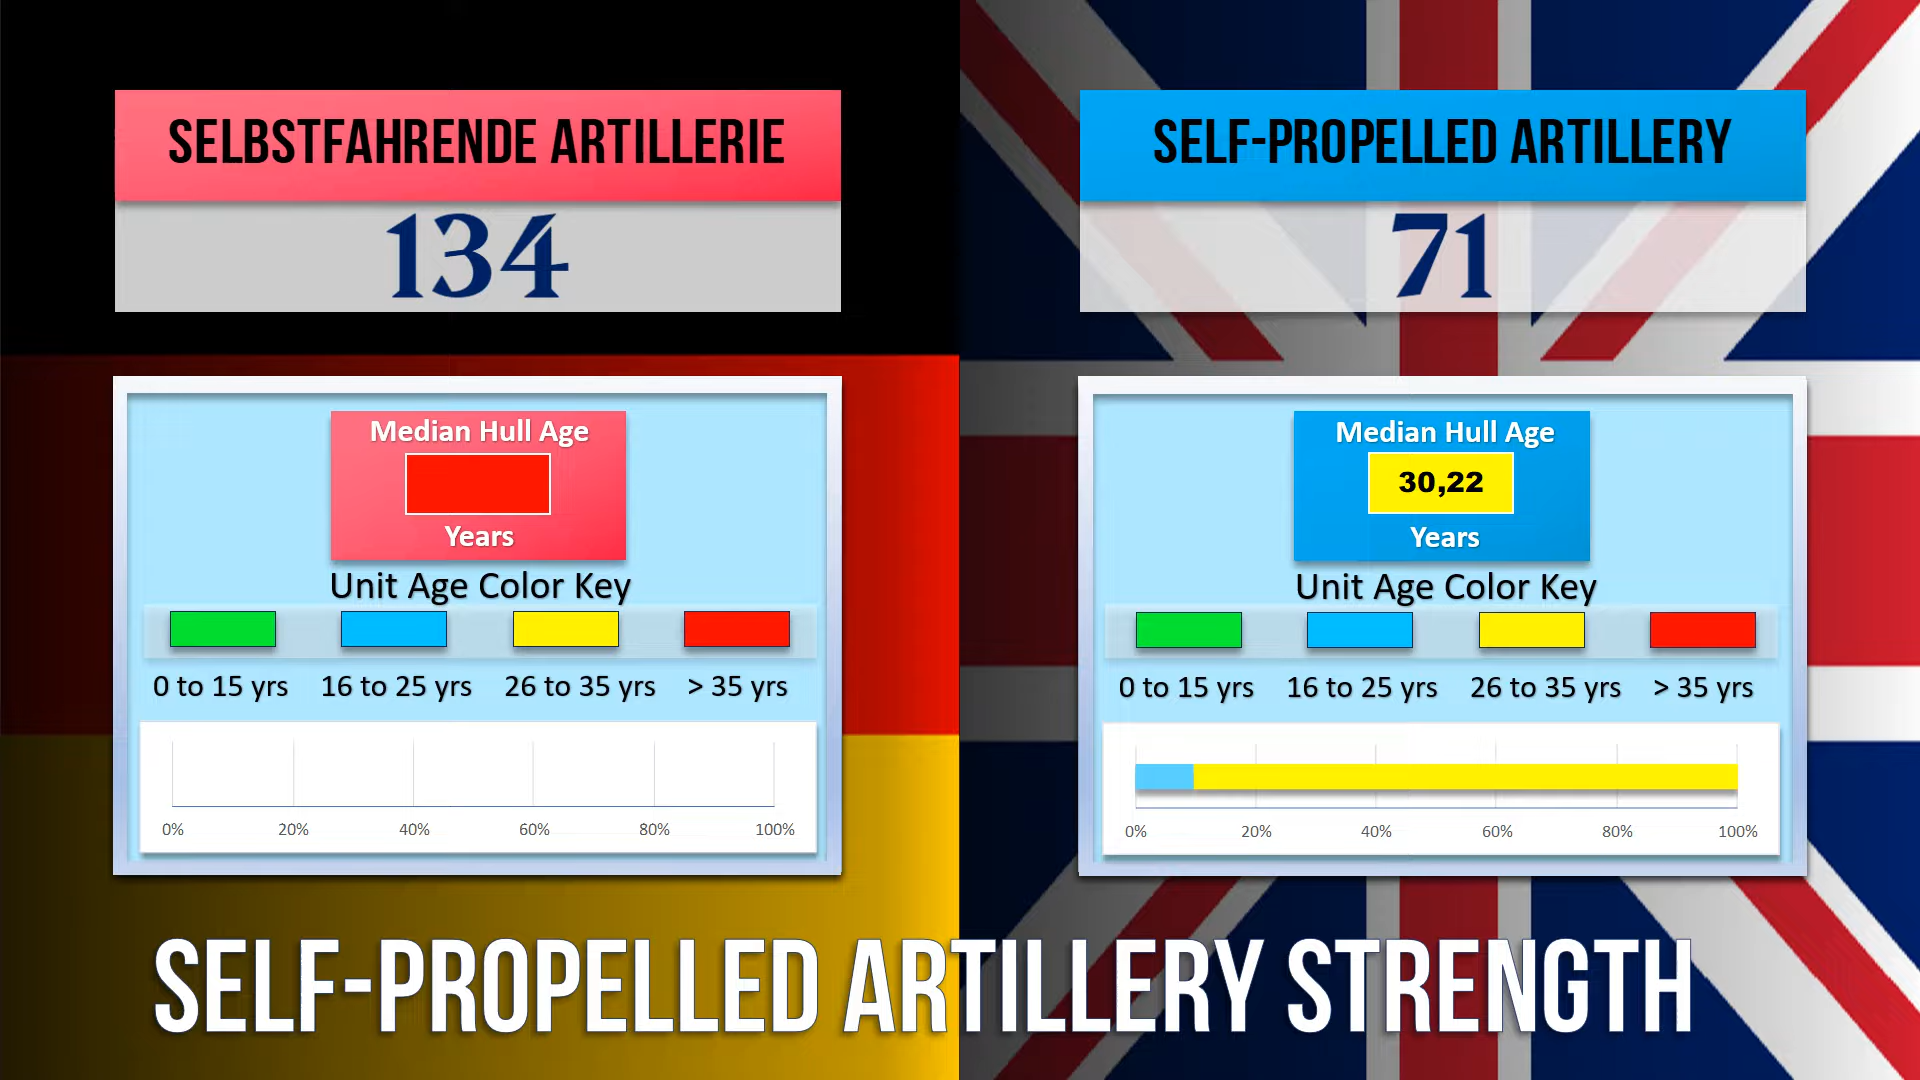 SELBSTFAHRENDE ARTILLERIE
134
Median Hull Age
Years
Unit Age Color Key
0 to 15 yrs 16 to 25 yrs 26 to 35 yrs > 35 yrs
0% 20% 40% 60% 80% 100%
SELF-PROPELLED ARTILLERY
71
Median Hull Age
30,22
Years
Unit Age Color Key
0 to 15 yrs 16 to 25 yrs 26 to 35 yrs > 35 yrs
0% 20% 40% 60% 80% 100%
SELF-PROPELLED ARTILLERY STRENGTH